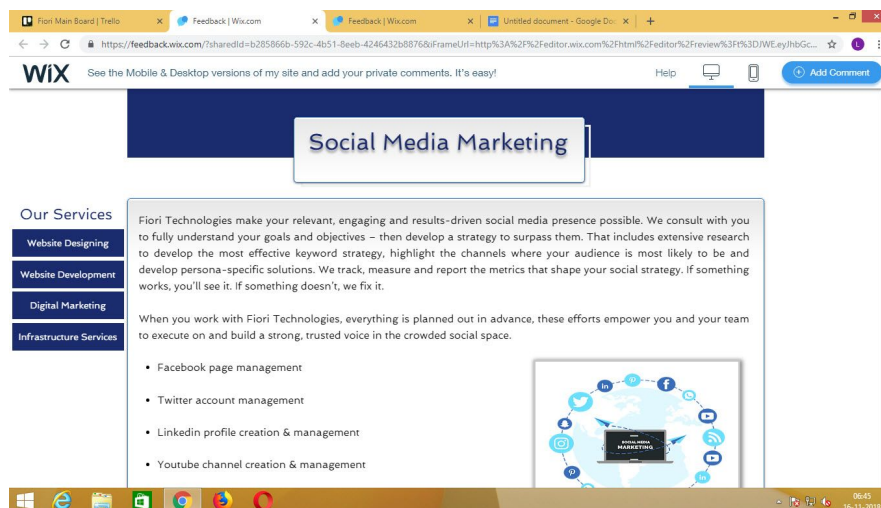 Fiori Main Board | Trello
Feedback | Wix.com
Feedback | Wix.com
Untitled document - Google Doc
https://feedback.wix.com/?sharedId=b285866b-592c-4b51-8eeb-4246432b8876&iFrameUrl=http%3A%2F%2Feditor.wix.com%2Fhtml%2Feditor%2Freview%3Ft%3DJWE.eyJhbGc...
L
WiX
See the Mobile & Desktop versions of my site and add your private comments. It's easy!
Help
Add Comment
Social Media Marketing
Our Services
Website Designing
Website Development
Digital Marketing
Infrastructure Services
Fiori Technologies make your relevant, engaging and results-driven social media presence possible. We consult with you
to fully understand your goals and objectives – then develop a strategy to surpass them. That includes extensive research
to develop the most effective keyword strategy, highlight the channels where your audience is most likely to be and
develop persona-specific solutions. We track, measure and report the metrics that shape your social strategy. If something
works, you'll see it. If something doesn't, we fix it.
When you work with Fiori Technologies, everything is planned out in advance, these efforts empower you and your team
to execute on and build a strong, trusted voice in the crowded social space.
• Facebook page management
• Twitter account management
• Linkedin profile creation & management
• Youtube channel creation & management
SOCIAL MEDIA
MARKETING
06:45
16-11-2018